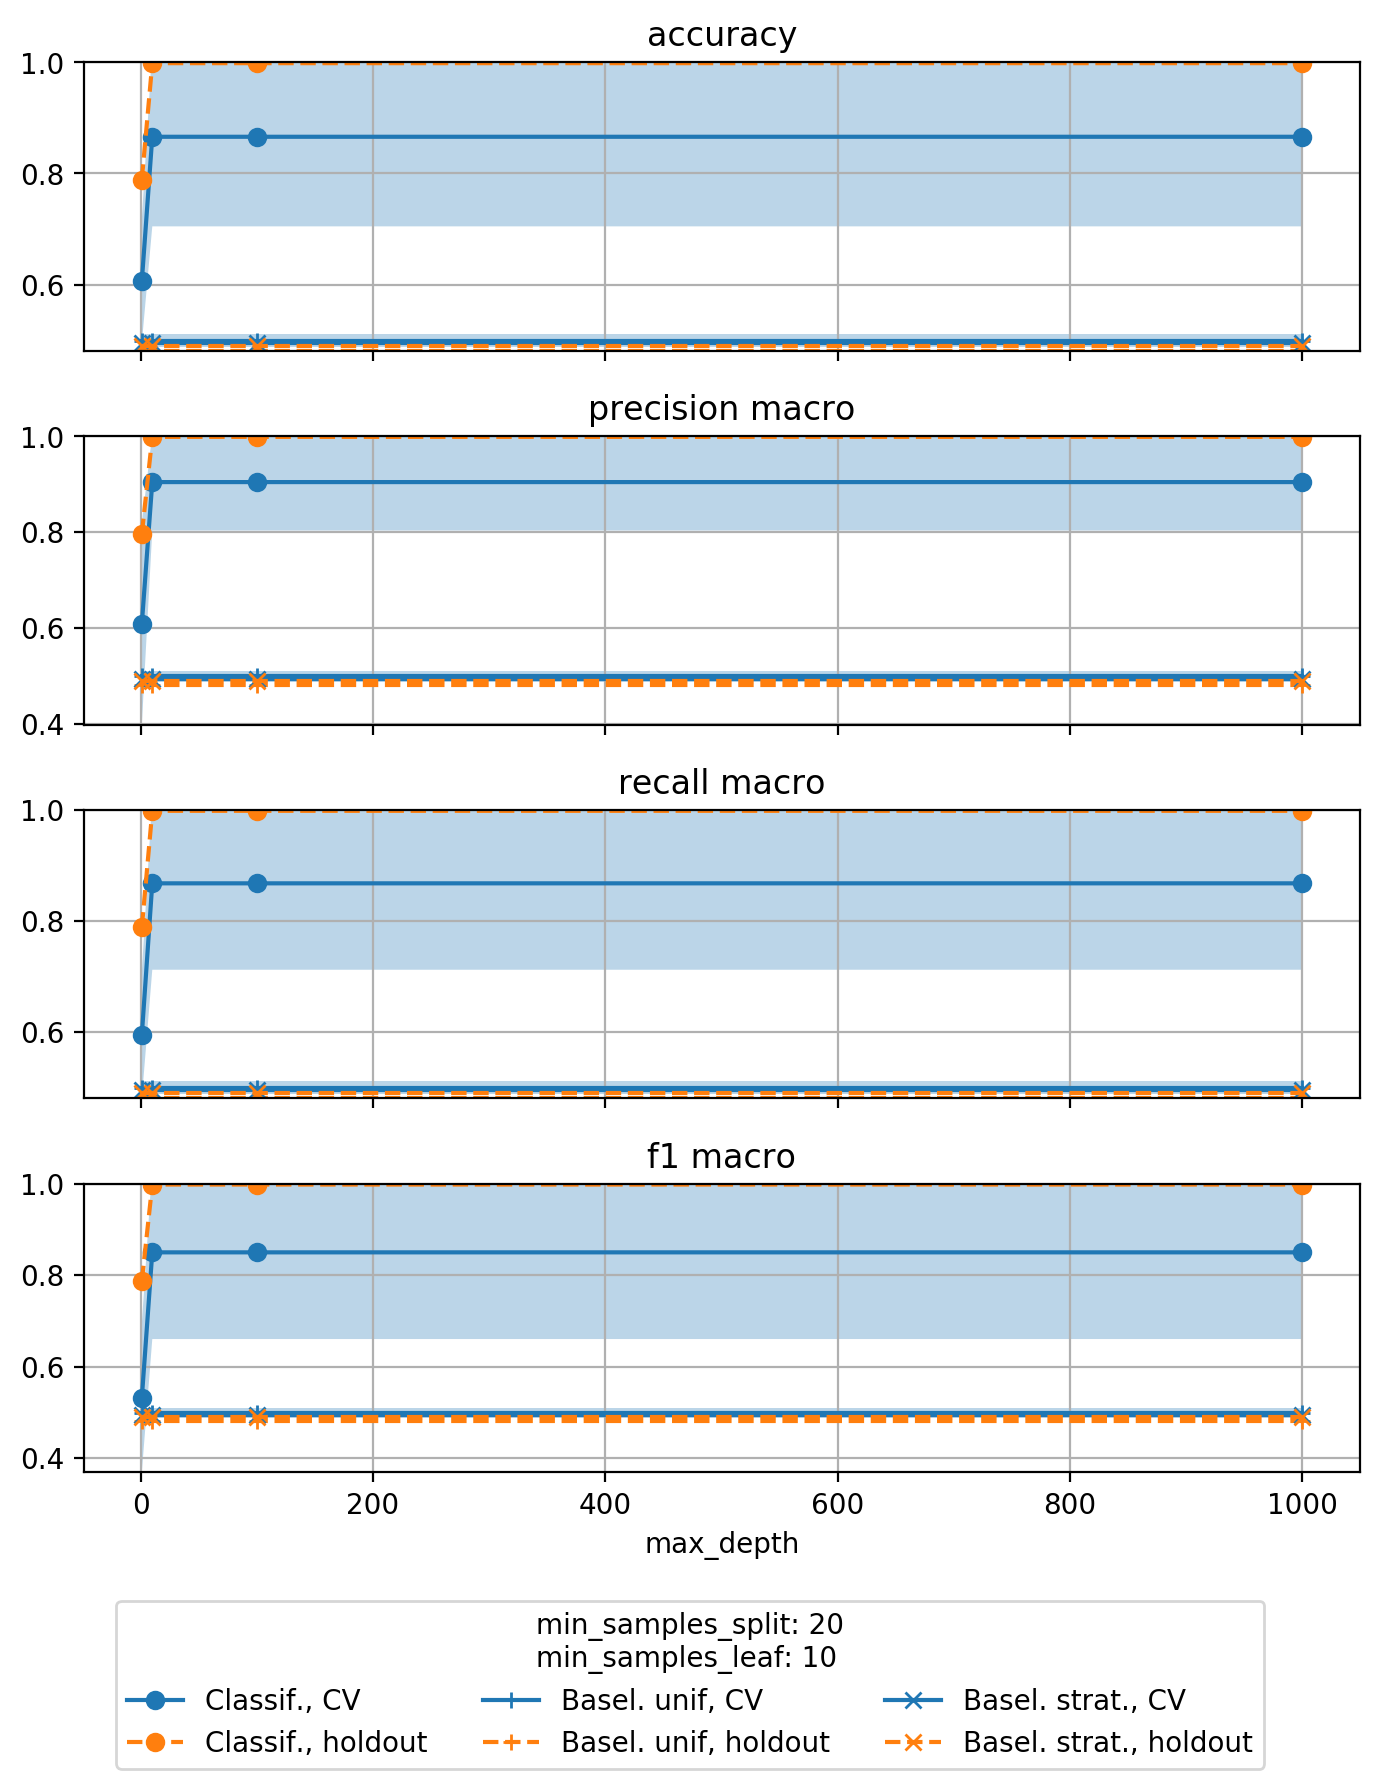 accuracy
1.0
0.8
0.6
precision macro
1.0
0.8
0.6
0.4
recall macro
1.0
0.8
0.6
f1 macro
1.0
0.8
0.6
0.4
0 200 400 600 800 1000
max_depth
min_samples_split: 20
min_samples_leaf: 10
Classif., CV Basel. unif, CV Basel. strat., CV
Classif., holdout Basel. unif, holdout Basel. strat., holdout